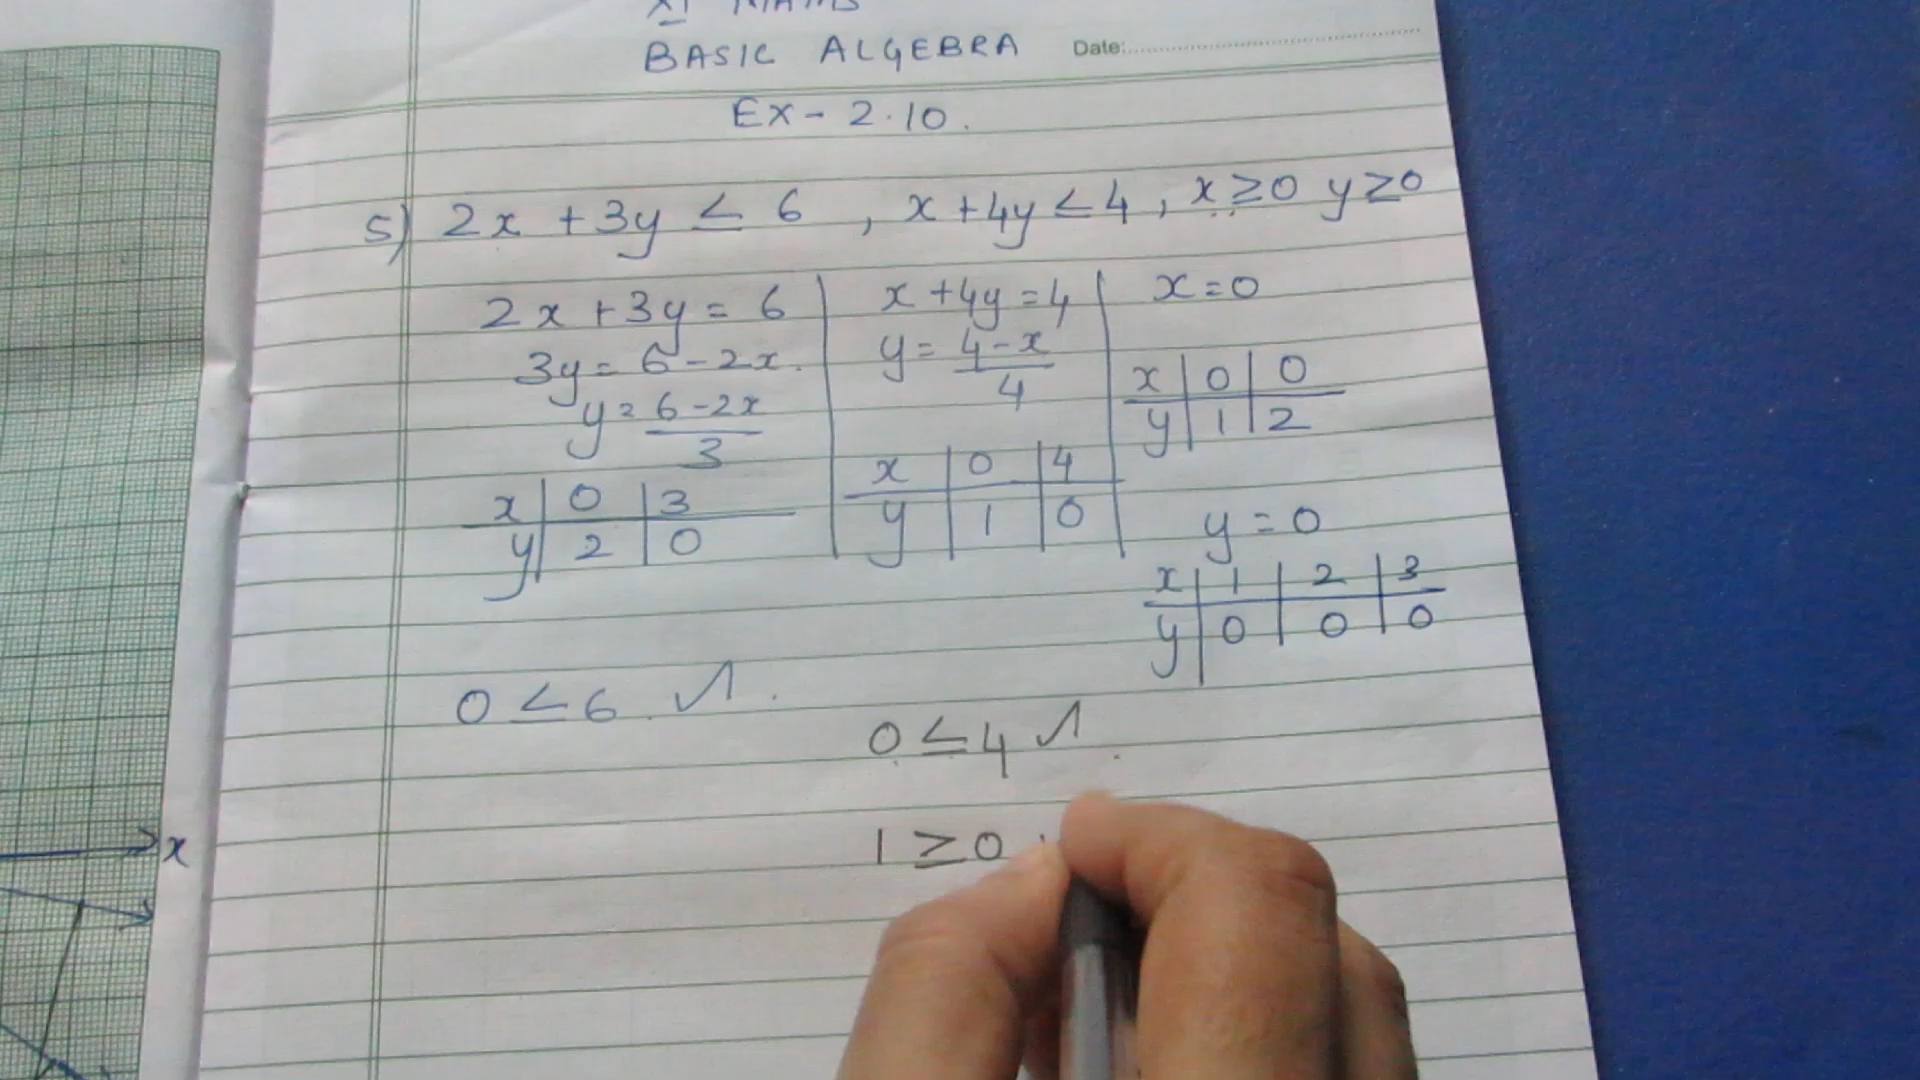 XI MATHS
BASIC ALGEBRA
Date:
EX - 2.10.
5) 2x + 3y ≤ 6 , x + 4y ≤ 4 , x ≥ 0 y ≥ 0
2x + 3y = 6
3y = 6 - 2x.
y = 6 - 2x / 3
x | 0 | 3
y | 2 | 0
0 ≤ 6.
x + 4y = 4
y = 4 - x / 4
x | 0 | 4
y | 1 | 0
0 ≤ 4
1 ≥ 0
x = 0
x | 0 | 0
y | 1 | 2
y = 0
x | 1 | 2 | 3
y | 0 | 0 | 0
x